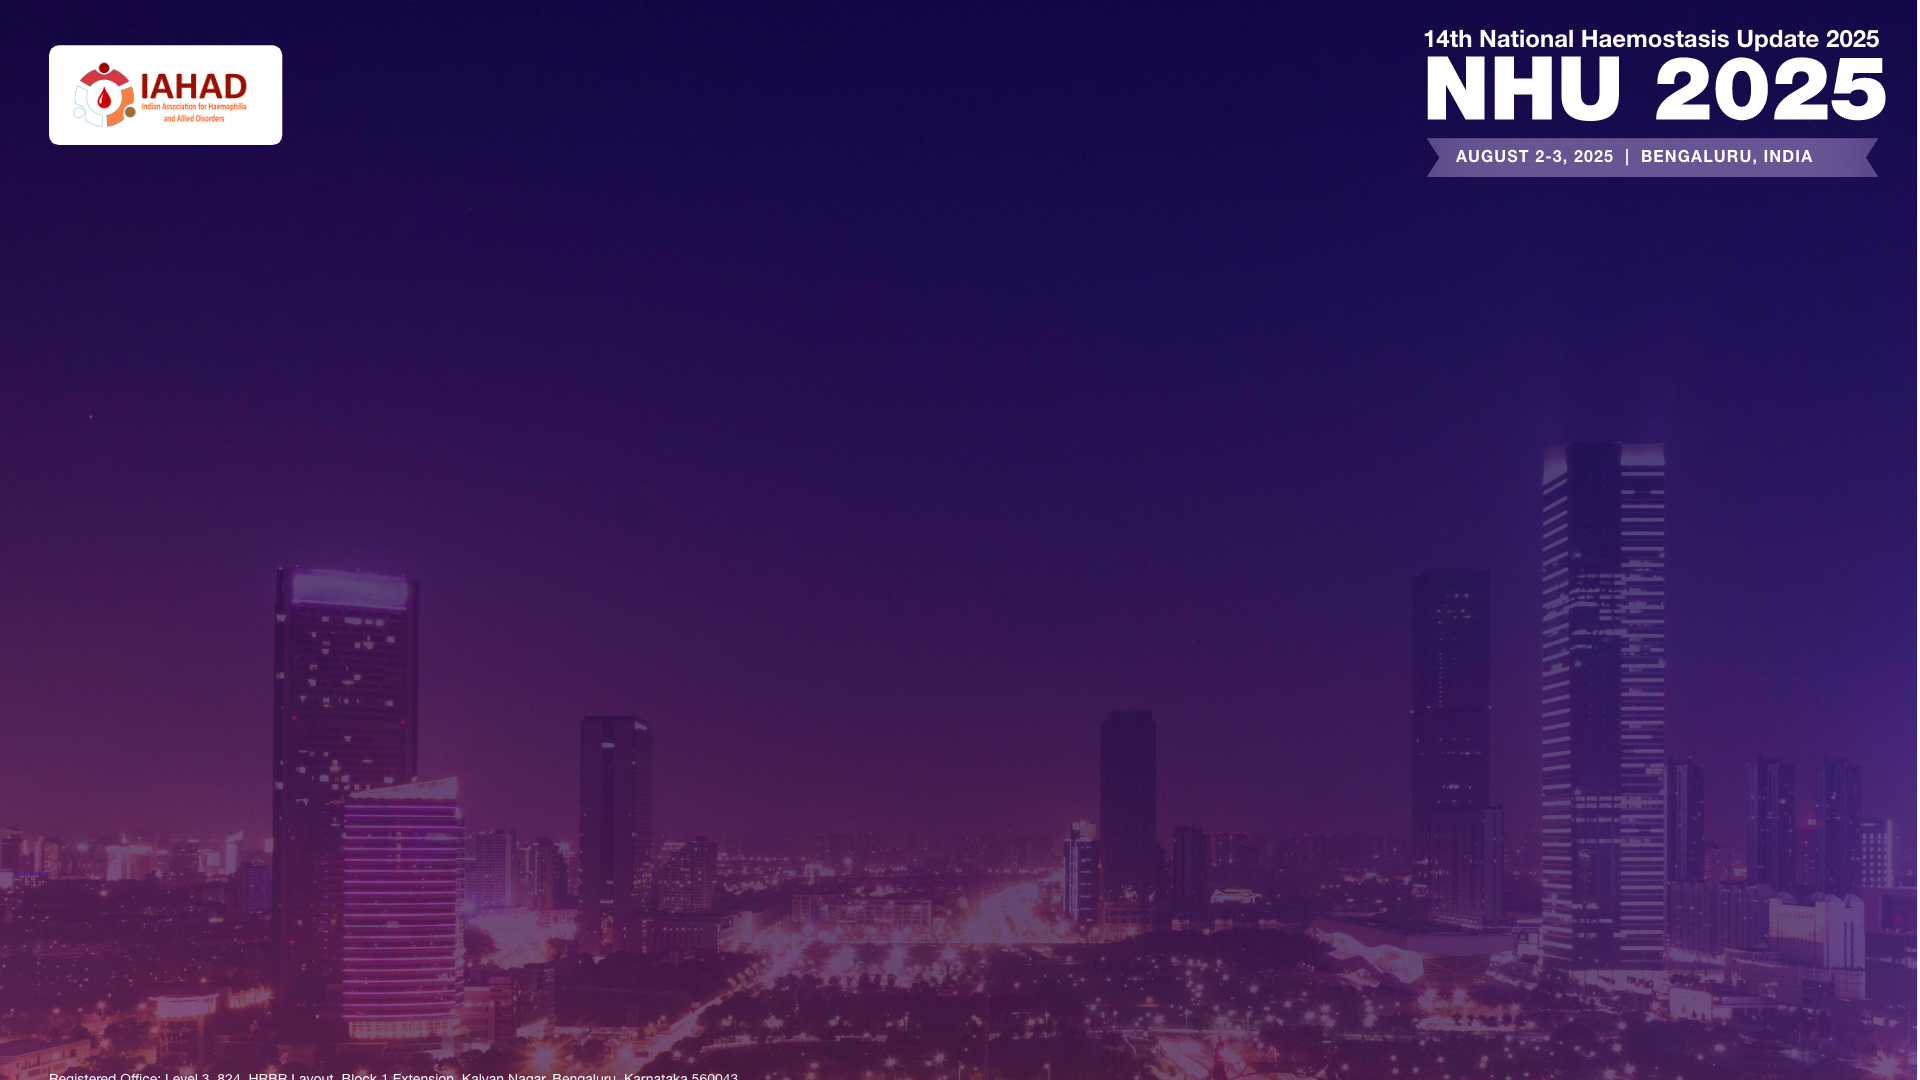 IAHAD
Indian Association for Haemophilia
and Allied Disorders
14th National Haemostasis Update 2025
NHU 2025
AUGUST 2-3, 2025 | BENGALURU, INDIA
Registered Office: Level 3, 824, HRBR Layout, Block 1 Extension, Kalyan Nagar, Bengaluru, Karnataka 560043